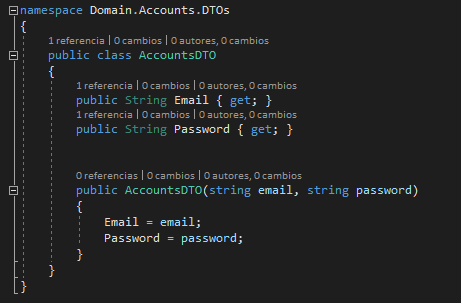 namespace Domain.Accounts.DTOs
{
1 referencia | 0 cambios | 0 autores, 0 cambios
public class AccountsDTO
{
1 referencia | 0 cambios | 0 autores, 0 cambios
public String Email { get; }
1 referencia | 0 cambios | 0 autores, 0 cambios
public String Password { get; }
0 referencias | 0 cambios | 0 autores, 0 cambios
public AccountsDTO(string email, string password)
{
Email = email;
Password = password;
}
}
}